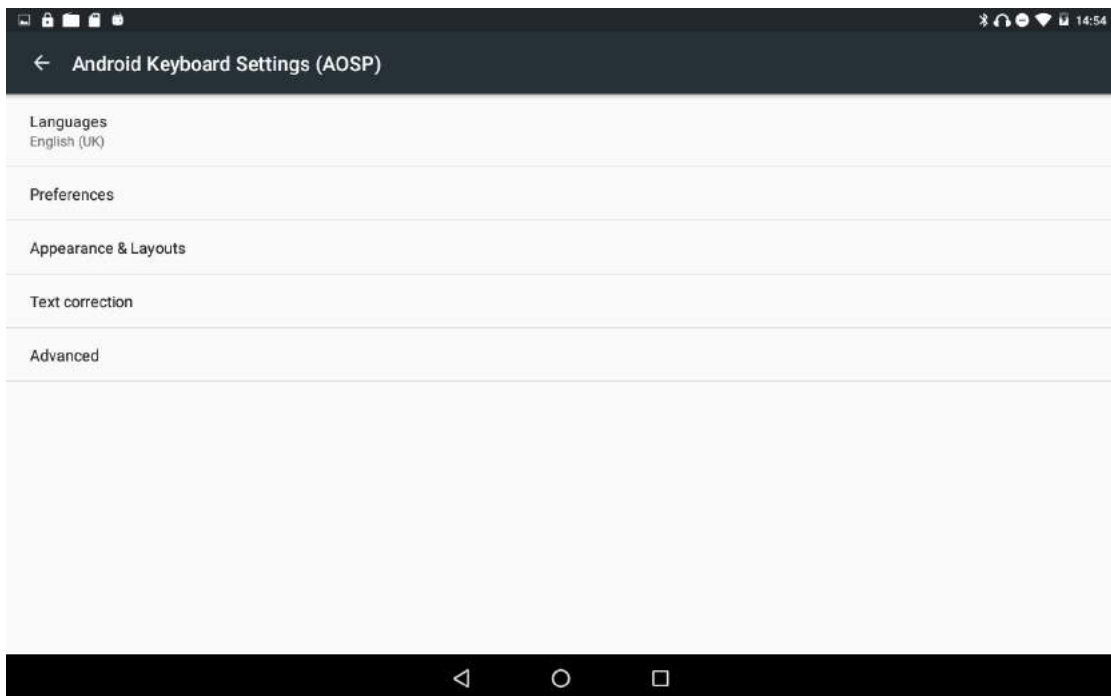 14:54
Android Keyboard Settings (AOSP)
Languages
English (UK)
Preferences
Appearance & Layouts
Text correction
Advanced